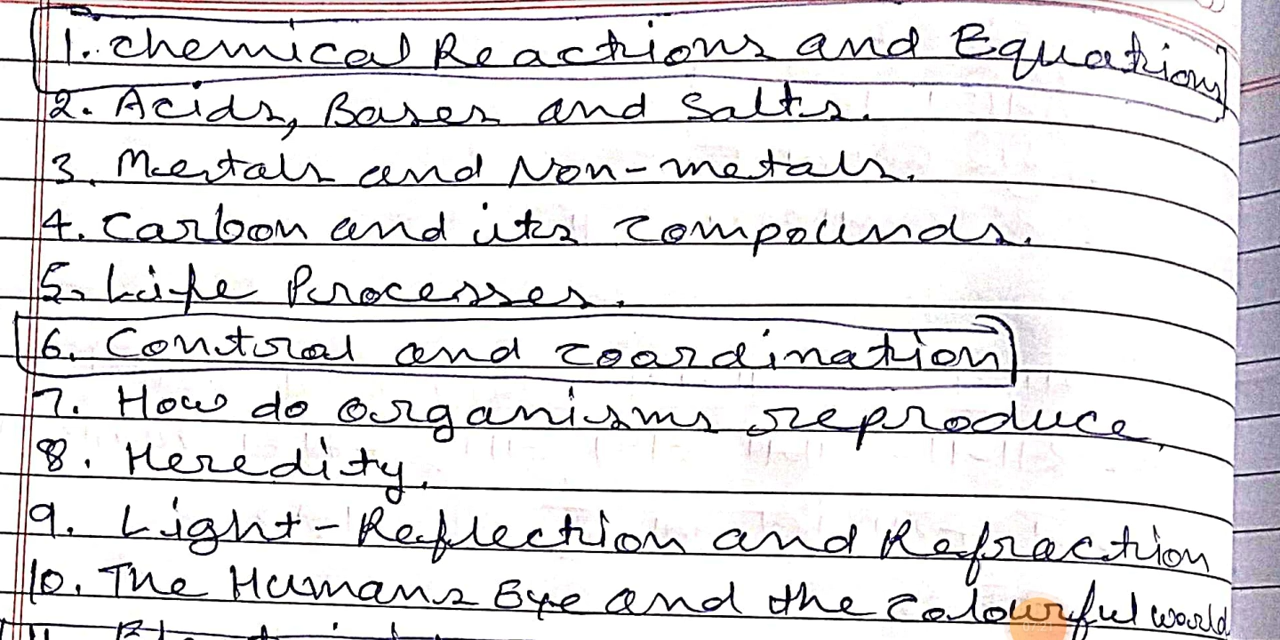 1. Chemical Reactions and Equations
2. Acids, Bases and Salts.
3. Metals and Non-metals.
4. Carbon and its compounds.
5. Life Processes.
6. Control and coordination
7. How do organisms reproduce,
8. Heredity.
9. Light-Reflection and Refraction
10. The Humans Eye and the Colourful world